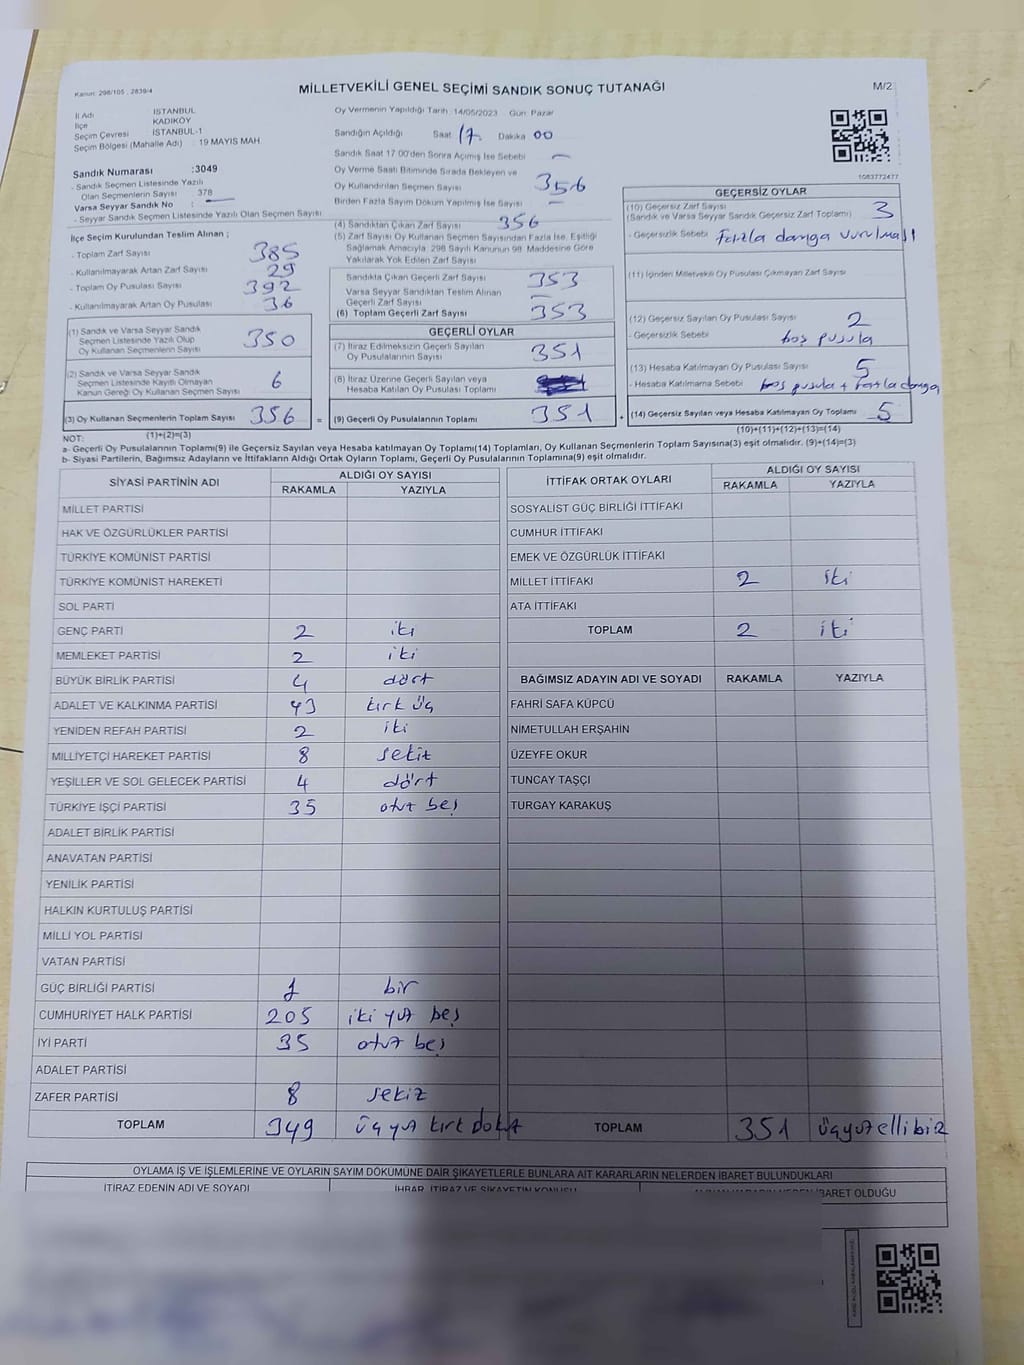 Kanun: 298/105, 2839/4
MİLLETVEKİLİ GENEL SEÇİMİ SANDIK SONUÇ TUTANAĞI
M/2
İl Adı İSTANBUL
İlçe KADIKÖY
Seçim Çevresi İSTANBUL-1
Seçim Bölgesi (Mahalle Adı) : 19 MAYIS MAH.
Oy Vermenin Yapıldığı Tarih :14/05/2023 Gün: Pazar
Sandığın Açıldığı Saat 17 Dakika 00
Sandık Saat 17:00'den Sonra Açımış İse Sebebi —
Sandık Numarası :3049
- Sandık Seçmen Listesinde Yazılı
Olan Seçmenlerin Sayısı : 378
Varsa Seyyar Sandık No : —
- Seyyar Sandık Seçmen Listesinde Yazılı Olan Seçmen Sayısı
Oy Verme Saati Bitiminde Sırada Bekleyen ve
Oy Kullandırılan Seçmen Sayısı 356
Birden Fazla Sayım Döküm Yapılmış İse Sayısı —
(4) Sandıktan Çıkan Zarf Sayısı 356
(5) Zarf Sayısı Oy Kullanan Seçmen Sayısından Fazla İse, Eşitliği
Sağlamak Amacıyla; 298 Sayılı Kanunun 98. Maddesine Göre
Yakılarak Yok Edilen Zarf Sayısı
İlçe Seçim Kurulundan Teslim Alınan ;
- Toplam Zarf Sayısı 385
- Kullanılmayarak Artan Zarf Sayısı 29
- Toplam Oy Pusulası Sayısı 392
- Kullanılmayarak Artan Oy Pusulası 36
Sandıkta Çıkan Geçerli Zarf Sayısı 353
Varsa Seyyar Sandıktan Teslim Alınan
Geçerli Zarf Sayısı —
(6) Toplam Geçerli Zarf Sayısı 353
1083772477
GEÇERSİZ OYLAR
(10) Geçersiz Zarf Sayısı 3
(Sandık ve Varsa Seyyar Sandık Geçersiz Zarf Toplamı)
- Geçersizlik Sebebi Fazla damga vurulması
(11) İçinden Milletvekili Oy Pusulası Çıkmayan Zarf Sayısı
(12) Geçersiz Sayılan Oy Pusulası Sayısı 2
- Geçersizlik Sebebi boş pusula
(13) Hesaba Katılmayan Oy Pusulası Sayısı 5
- Hesaba Katılmama Sebebi boş pusula + fazla damga
(14) Geçersiz Sayılan veya Hesaba Katılmayan Oy Toplamı 5
(10)+(11)+(12)+(13)=(14)
(1) Sandık ve Varsa Seyyar Sandık
Seçmen Listesinde Yazılı Olup
Oy Kullanan Seçmenlerin Sayısı 350
(2) Sandık ve Varsa Seyyar Sandık
Seçmen Listesinde Kayıtlı Olmayan
Kanun Gereği Oy Kullanan Seçmen Sayısı 6
(3) Oy Kullanan Seçmenlerin Toplam Sayısı 356 =
(1)+(2)=(3)
GEÇERLİ OYLAR
(7) İtiraz Edilmeksizin Geçerli Sayılan
Oy Pusulalarının Sayısı 351
(8) İtiraz Üzerine Geçerli Sayılan veya
Hesaba Katılan Oy Pusulası Toplamı
(9) Geçerli Oy Pusulalarının Toplamı 351 +
NOT:
a- Geçerli Oy Pusulalarının Toplamı(9) ile Geçersiz Sayılan veya Hesaba katılmayan Oy Toplamı(14) Toplamları, Oy Kullanan Seçmenlerin Toplam Sayısına(3) eşit olmalıdır. (9)+(14)=(3)
b- Siyasi Partilerin, Bağımsız Adayların ve İttifakların Aldığı Ortak Oyların Toplamı, Geçerli Oy Pusulalarının Toplamına(9) eşit olmalıdır.
SİYASİ PARTİNİN ADI ALDIĞI OY SAYISI
RAKAMLA YAZIYLA
MİLLET PARTİSİ
HAK VE ÖZGÜRLÜKLER PARTİSİ
TÜRKİYE KOMÜNİST PARTİSİ
TÜRKİYE KOMÜNİST HAREKETİ
SOL PARTİ
GENÇ PARTİ 2 iki
MEMLEKET PARTİSİ 2 iki
BÜYÜK BİRLİK PARTİSİ 4 dört
ADALET VE KALKINMA PARTİSİ 43 kırk üç
YENİDEN REFAH PARTİSİ 2 iki
MİLLİYETÇİ HAREKET PARTİSİ 8 sekiz
YEŞİLLER VE SOL GELECEK PARTİSİ 4 dört
TÜRKİYE İŞÇİ PARTİSİ 35 otuz beş
ADALET BİRLİK PARTİSİ
ANAVATAN PARTİSİ
YENİLİK PARTİSİ
HALKIN KURTULUŞ PARTİSİ
MİLLİ YOL PARTİSİ
VATAN PARTİSİ
GÜÇ BİRLİĞİ PARTİSİ 1 bir
CUMHURİYET HALK PARTİSİ 205 iki yüz beş
İYİ PARTİ 35 otuz beş
ADALET PARTİSİ
ZAFER PARTİSİ 8 sekiz
TOPLAM 349 üç yüz kırk dokuz
İTTİFAK ORTAK OYLARI ALDIĞI OY SAYISI
RAKAMLA YAZIYLA
SOSYALİST GÜÇ BİRLİĞİ İTTİFAKI
CUMHUR İTTİFAKI
EMEK VE ÖZGÜRLÜK İTTİFAKI
MİLLET İTTİFAKI 2 iki
ATA İTTİFAKI
TOPLAM 2 iki
BAĞIMSIZ ADAYIN ADI VE SOYADI RAKAMLA YAZIYLA
FAHRİ SAFA KÜPCÜ
NİMETULLAH ERŞAHİN
ÜZEYFE OKUR
TUNCAY TAŞÇI
TURGAY KARAKUŞ
TOPLAM 351 üçyüz elli bir
OYLAMA İŞ VE İŞLEMLERİNE VE OYLARIN SAYIM DÖKÜMÜNE DAİR ŞİKAYETLERLE BUNLARA AİT KARARLARIN NELERDEN İBARET BULUNDUKLARI
İTİRAZ EDENİN ADI VE SOYADI İHBAR, İTİRAZ VE ŞİKAYETİN KONUSU İBARET OLDUĞU